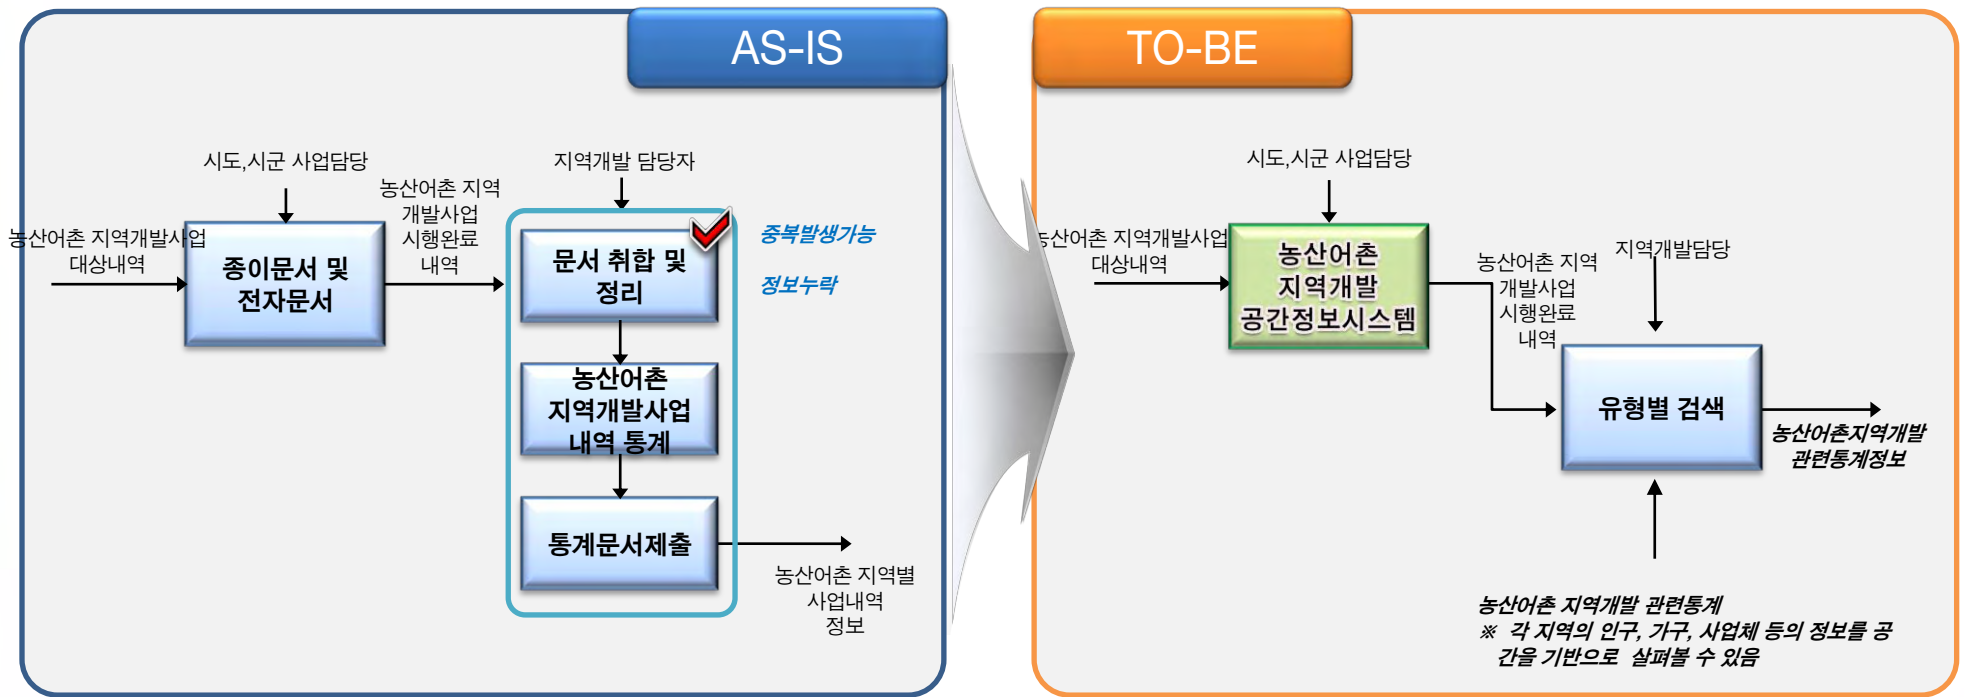 AS-IS
시도,시군 사업담당
농산어촌 지역개발사업
대상내역
종이문서 및
전자문서
농산어촌 지역
개발사업
시행완료
내역
지역개발 담당자
문서 취합 및
정리
중복발생가능
정보누락
농산어촌
지역개발사업
내역 통계
통계문서제출
농산어촌 지역별
사업내역
정보
TO-BE
시도,시군 사업담당
농산어촌 지역개발사업
대상내역
농산어촌
지역개발
공간정보시스템
농산어촌 지역
개발사업
시행완료
내역
지역개발담당
유형별 검색
농산어촌지역개발
관련통계정보
농산어촌 지역개발 관련통계
※ 각 지역의 인구, 가구, 사업체 등의 정보를 공
간을 기반으로 살펴볼 수 있음